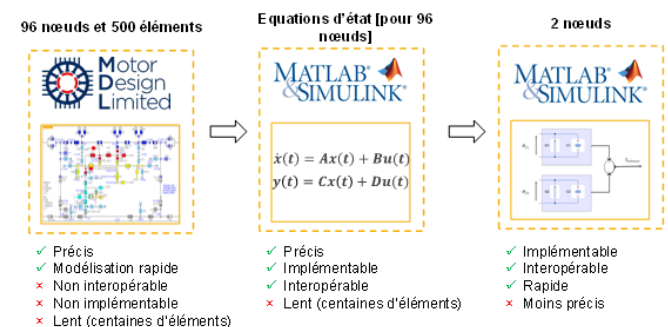 96 nœuds et 500 éléments
Motor
Design
Limited
✓ Précis
✓ Modélisation rapide
× Non interopérable
× Non implémentable
× Lent (centaines d'éléments)
Equations d'état [pour 96
nœuds]
MATLAB
&SIMULINK®
ẋ(t) = Ax(t) + Bu(t)
y(t) = Cx(t) + Du(t)
✓ Précis
✓ Implémentable
✓ Interopérable
× Lent (centaines d'éléments)
2 nœuds
MATLAB
&SIMULINK®
✓ Implémentable
✓ Interopérable
✓ Rapide
× Moins précis